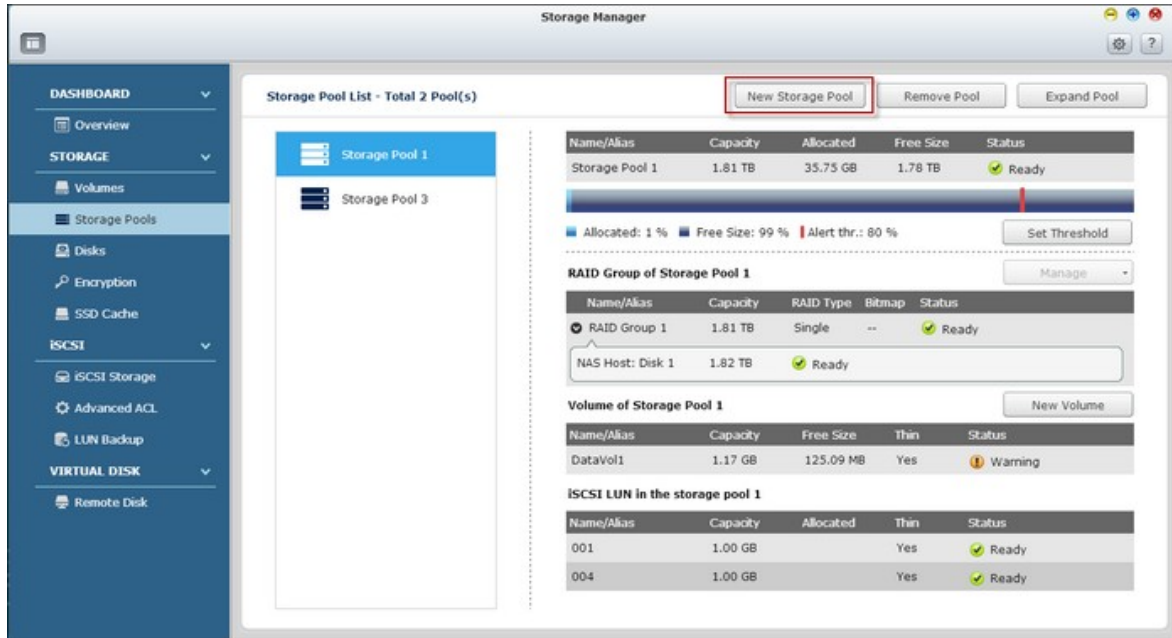 Storage Manager
?
DASHBOARD
Overview
STORAGE
Volumes
Storage Pools
Disks
Encryption
SSD Cache
iSCSI
iSCSI Storage
Advanced ACL
LUN Backup
VIRTUAL DISK
Remote Disk
Storage Pool List - Total 2 Pool(s)
New Storage Pool Remove Pool Expand Pool
Storage Pool 1
Storage Pool 3
Name/Alias Capacity Allocated Free Size Status
Storage Pool 1 1.81 TB 35.75 GB 1.78 TB Ready
Allocated: 1 % Free Size: 99 % Alert thr.: 80 % Set Threshold
RAID Group of Storage Pool 1 Manage
Name/Alias Capacity RAID Type Bitmap Status
RAID Group 1 1.81 TB Single -- Ready
NAS Host: Disk 1 1.82 TB Ready
Volume of Storage Pool 1 New Volume
Name/Alias Capacity Free Size Thin Status
DataVol1 1.17 GB 125.09 MB Yes Warning
iSCSI LUN in the storage pool 1
Name/Alias Capacity Allocated Thin Status
001 1.00 GB Yes Ready
004 1.00 GB Yes Ready